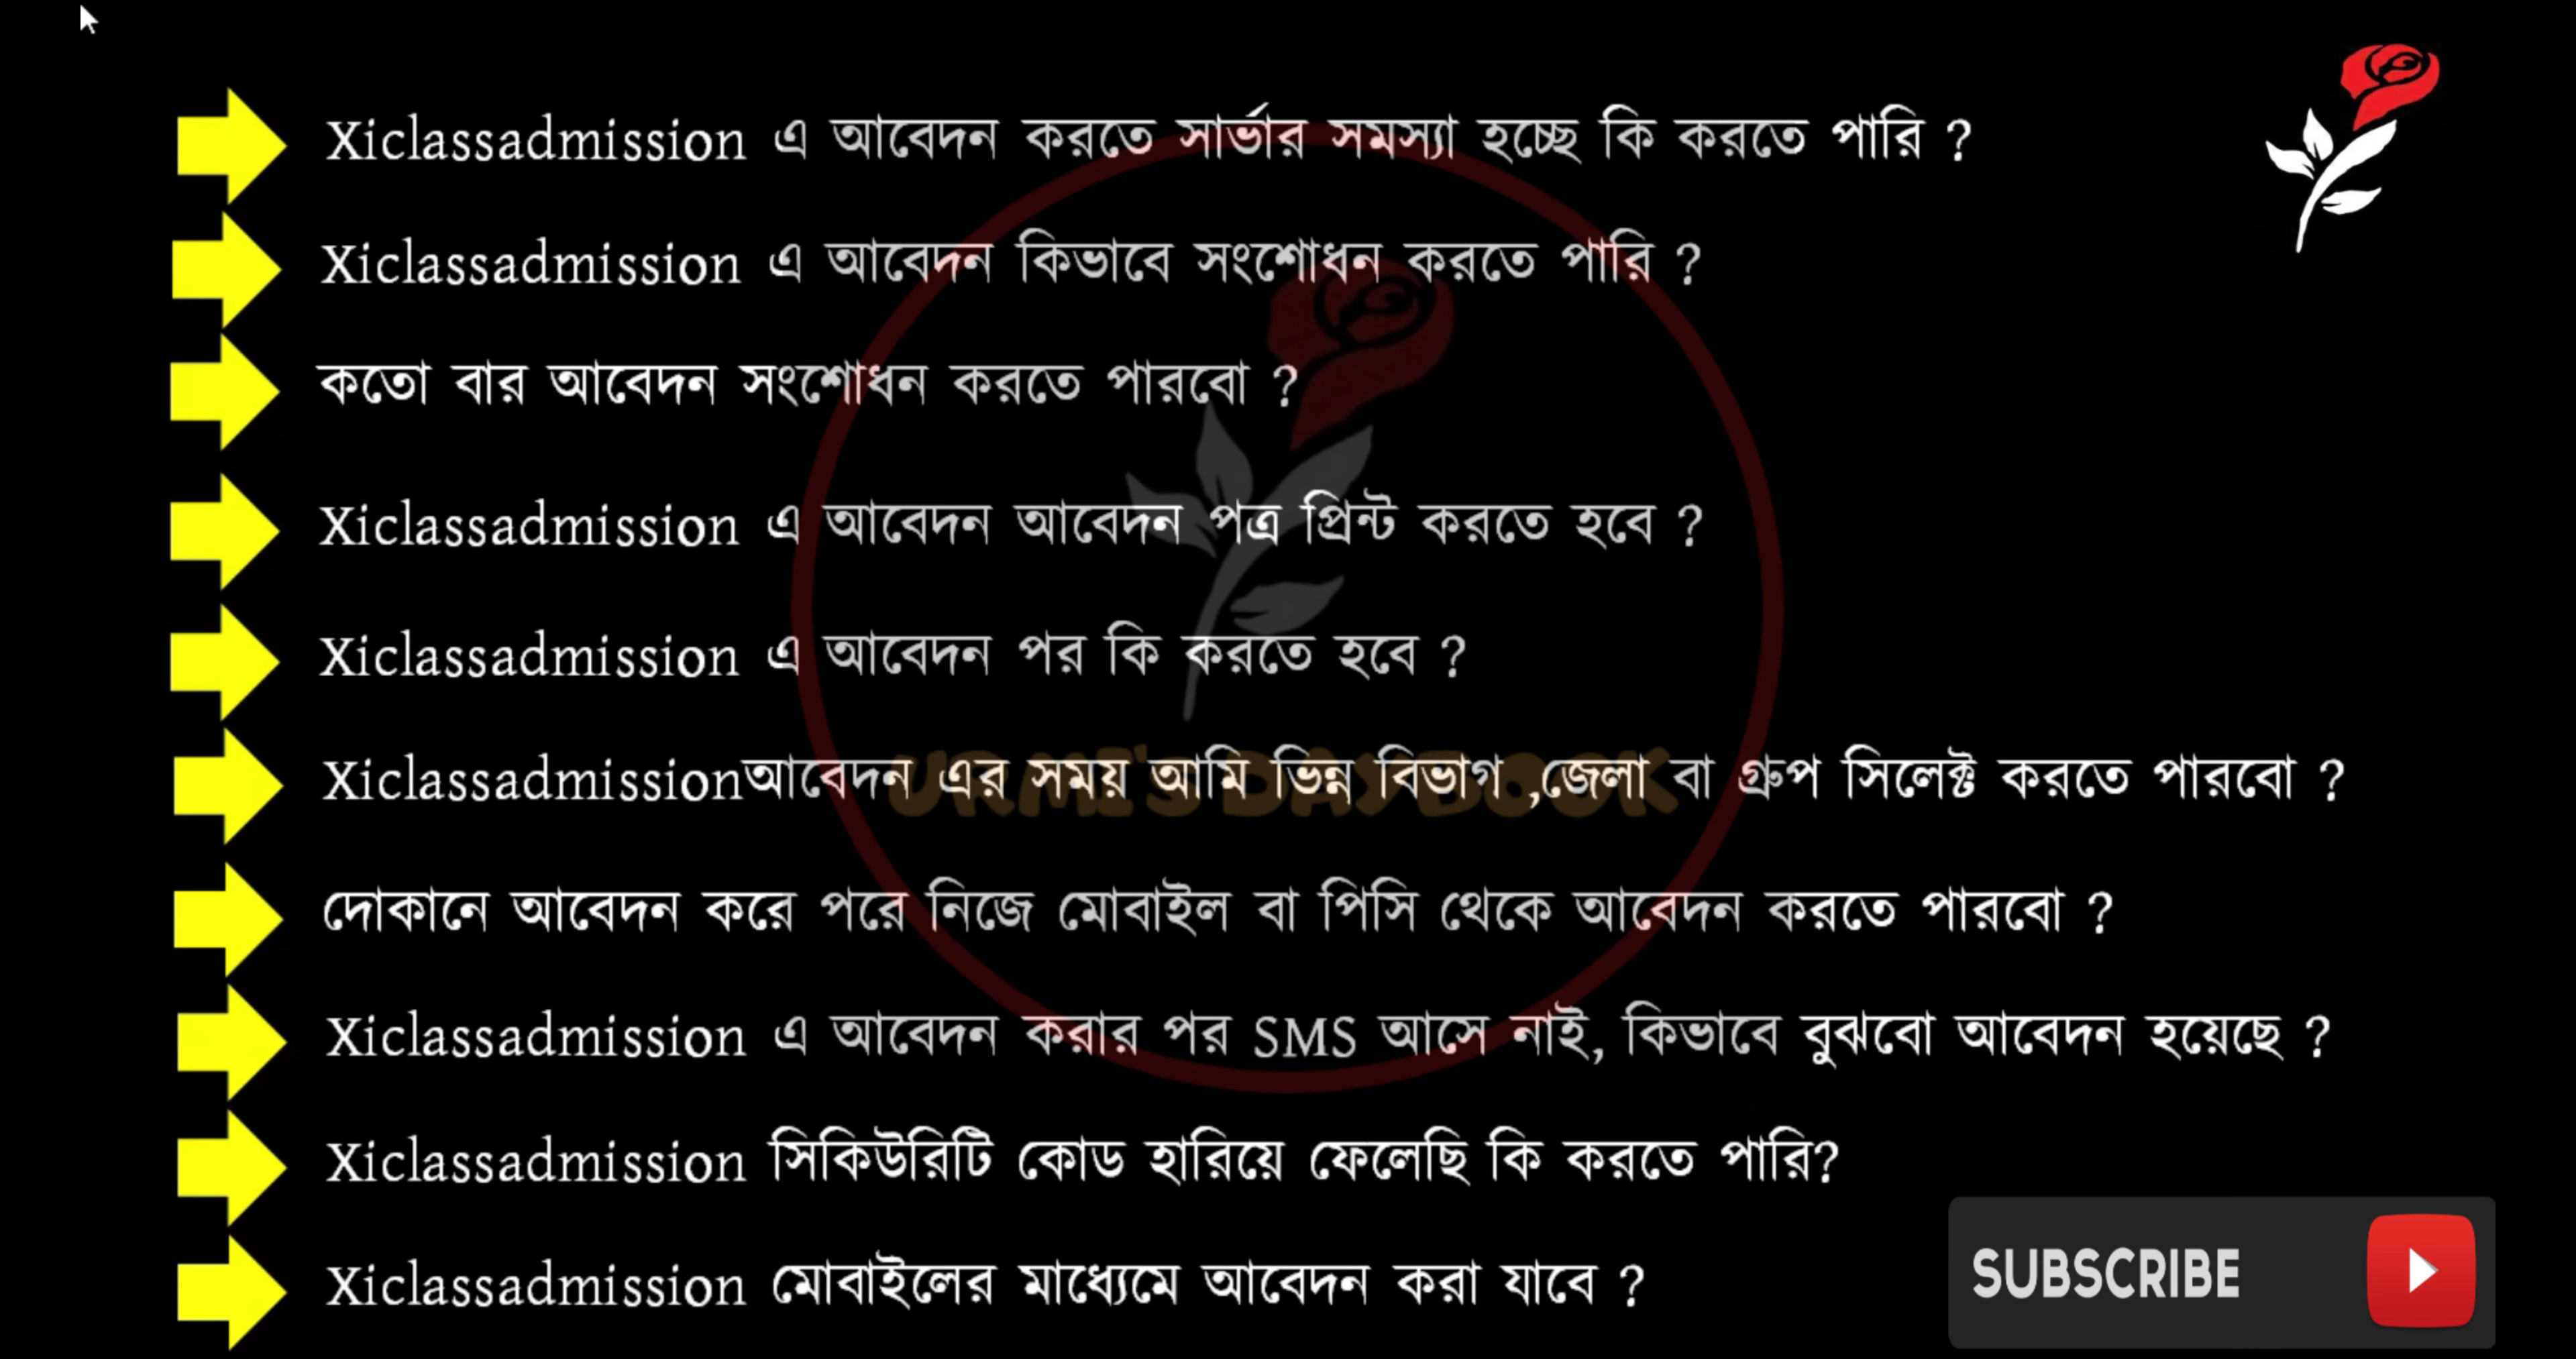 Xiclassadmission এ আবেদন করতে সার্ভার সমস্যা হচ্ছে কি করতে পারি ?
Xiclassadmission এ আবেদন কিভাবে সংশোধন করতে পারি ?
কতো বার আবেদন সংশোধন করতে পারবো ?
Xiclassadmission এ আবেদন আবেদন পত্র প্রিন্ট করতে হবে ?
Xiclassadmission এ আবেদন পর কি করতে হবে ?
Xiclassadmissionআবেদন এর সময় আমি ভিন্ন বিভাগ ,জেলা বা গ্রুপ সিলেক্ট করতে পারবো ?
URMI'S DAYBOOK
দোকানে আবেদন করে পরে নিজে মোবাইল বা পিসি থেকে আবেদন করতে পারবো ?
Xiclassadmission এ আবেদন করার পর SMS আসে নাই, কিভাবে বুঝবো আবেদন হয়েছে ?
Xiclassadmission সিকিউরিটি কোড হারিয়ে ফেলেছি কি করতে পারি?
Xiclassadmission মোবাইলের মাধ্যেমে আবেদন করা যাবে ?
SUBSCRIBE